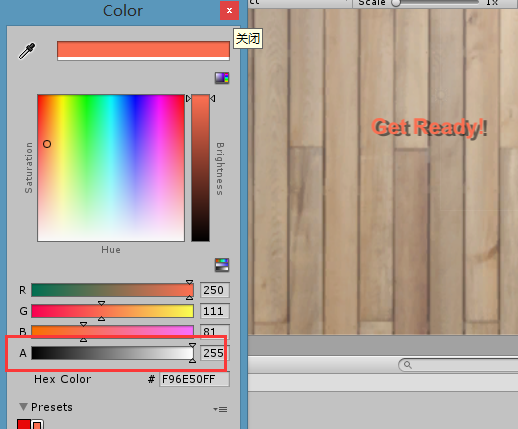 Color
x
关闭
Scale
1x
Get Ready!
Saturation
Brightness
Hue
R 250
G 111
B 81
A 255
Hex Color # F96E50FF
Presets